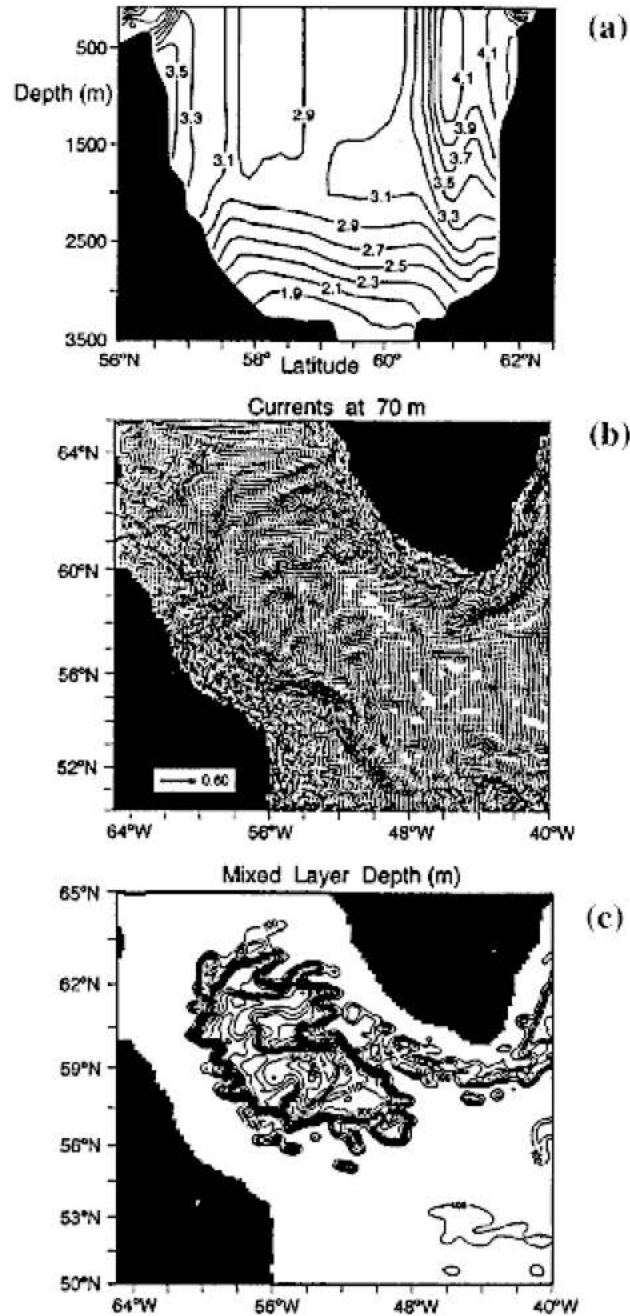 (a)
500
Depth (m)
1500
2500
3500
3.5
3.3
3.1
2.9
4.1
4.1
3.9
3.7
3.5
3.3
3.1
2.9
2.7
2.5
2.3
2.1
1.9
56°N 58° 60° 62°N
Latitude
Currents at 70 m
(b)
64°N
60°N
56°N
52°N
0.60
64°W 56°W 48°W 40°W
Mixed Layer Depth (m)
(c)
65°N
62°N
59°N
56°N
53°N
50°N
64°W 56°W 48°W 40°W